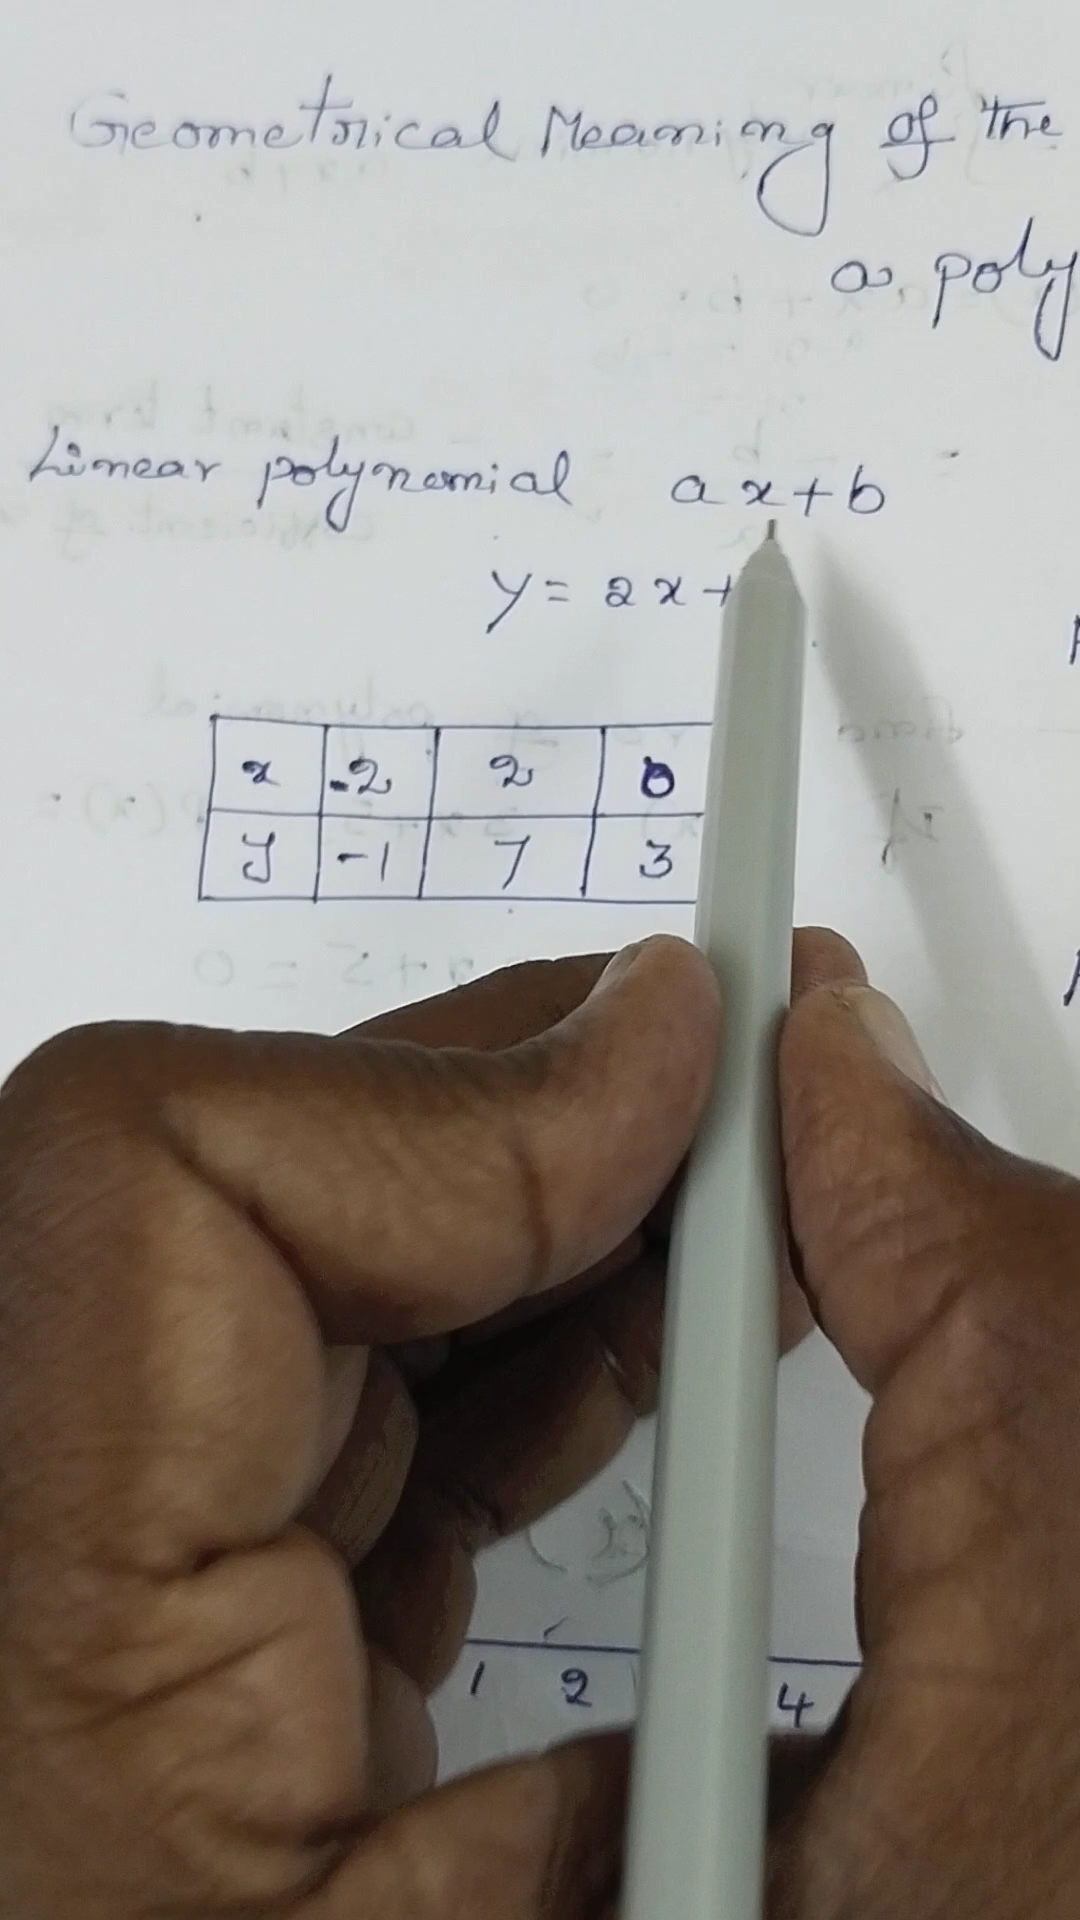 Geometrical Meaning of the
a poly
Linear polynomial ax+b
y = 2x+
x -2 2 0
y -1 7 3
1 2 4